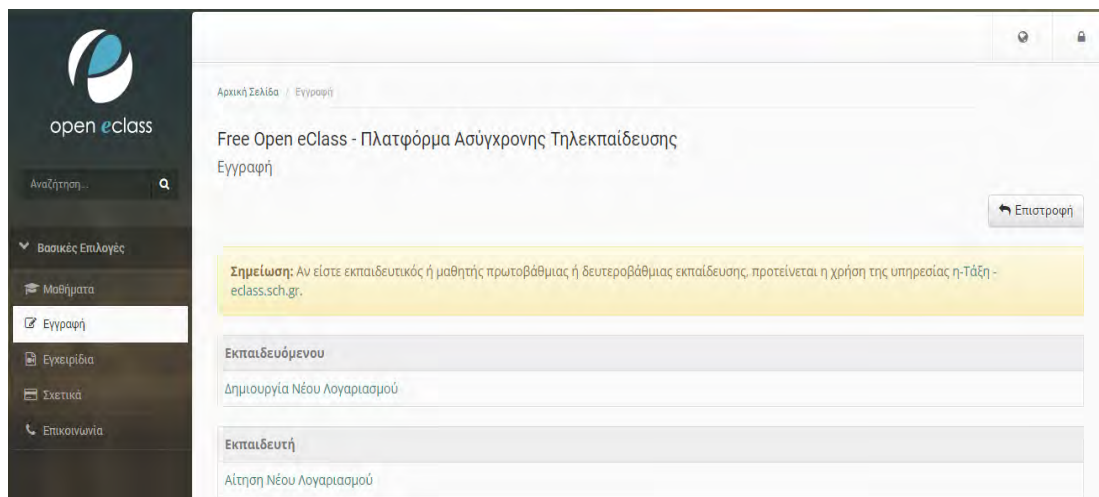 open eclass
Αναζήτηση...
Βασικές Επιλογές
Μαθήματα
Εγγραφή
Εγχειρίδια
Σχετικά
Επικοινωνία
Αρχική Σελίδα / Εγγραφή
Free Open eClass - Πλατφόρμα Ασύγχρονης Τηλεκπαίδευσης
Εγγραφή
Επιστροφή
Σημείωση: Αν είστε εκπαιδευτικός ή μαθητής πρωτοβάθμιας ή δευτεροβάθμιας εκπαίδευσης, προτείνεται η χρήση της υπηρεσίας η-Τάξη -
eclass.sch.gr.
Εκπαιδευόμενου
Δημιουργία Νέου Λογαριασμού
Εκπαιδευτή
Αίτηση Νέου Λογαριασμού